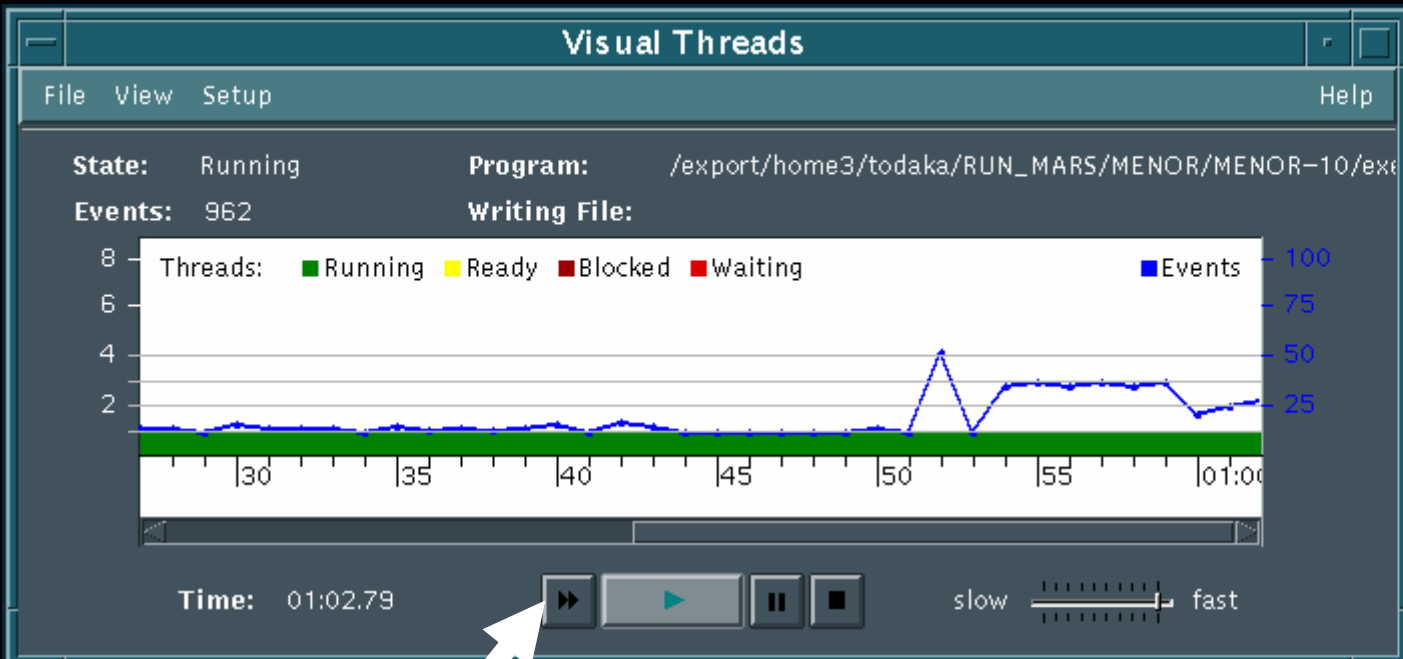 Visual Threads
File View Setup Help
State: Running Program: /export/home3/todaka/RUN_MARS/MENOR/MENOR-10/exe
Events: 962 Writing File:
8 Threads: Running Ready Blocked Waiting Events 100
6 75
4 50
2 25
30 35 40 45 50 55 01:00
Time: 01:02.79 slow fast